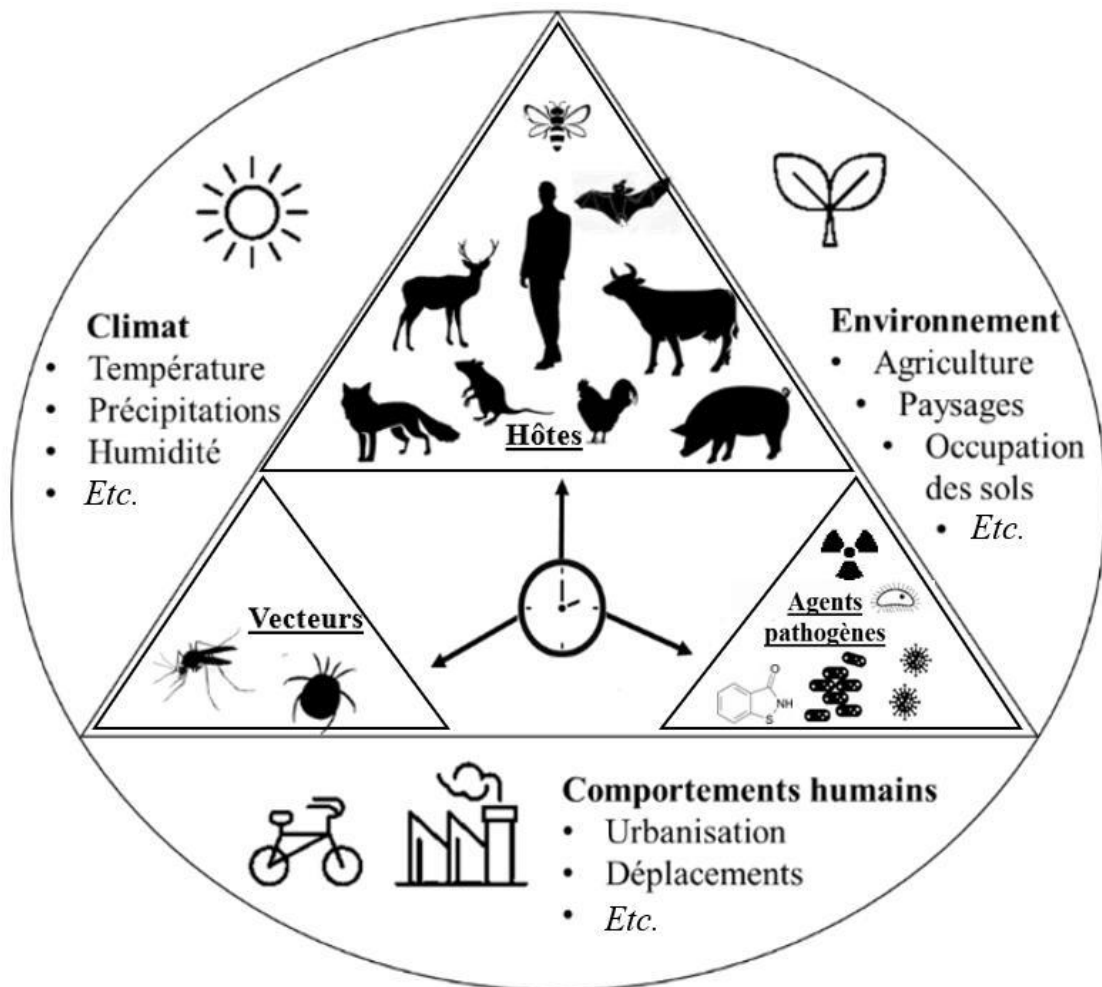 Climat
• Température
• Précipitations
• Humidité
• Etc.
Environnement
• Agriculture
• Paysages
• Occupation
des sols
• Etc.
Hôtes
Vecteurs
Agents
pathogènes
O
NH
S
Comportements humains
• Urbanisation
• Déplacements
• Etc.